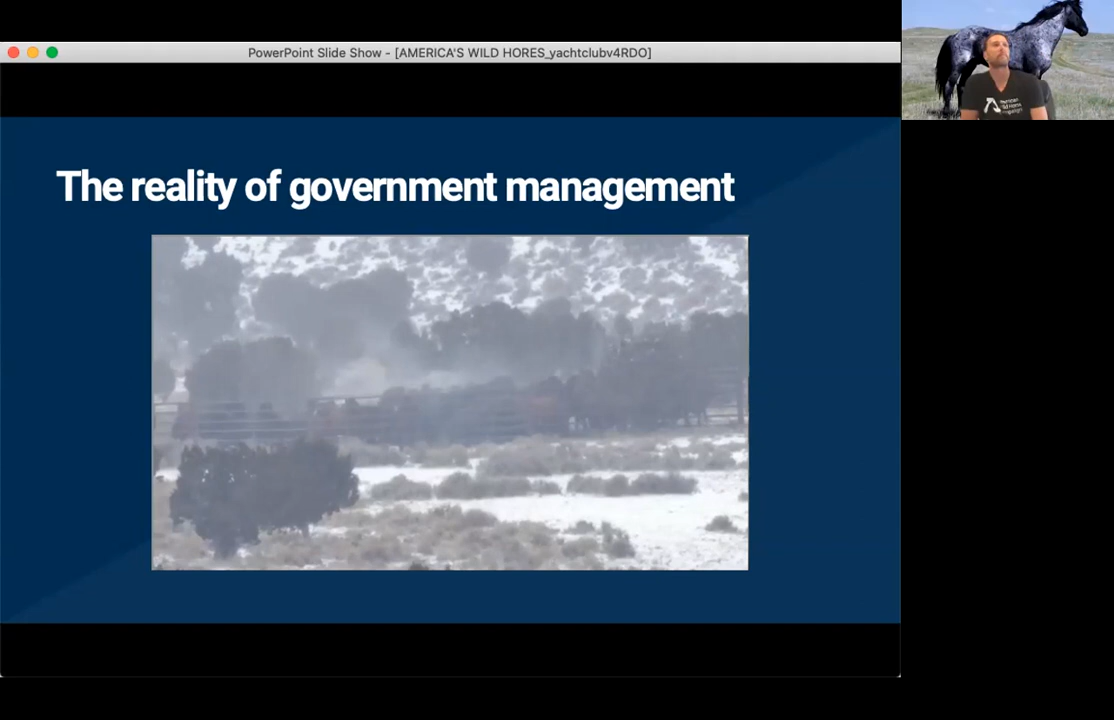 PowerPoint Slide Show - [AMERICA'S WILD HORES_yachtclubv4RDO]
The reality of government management